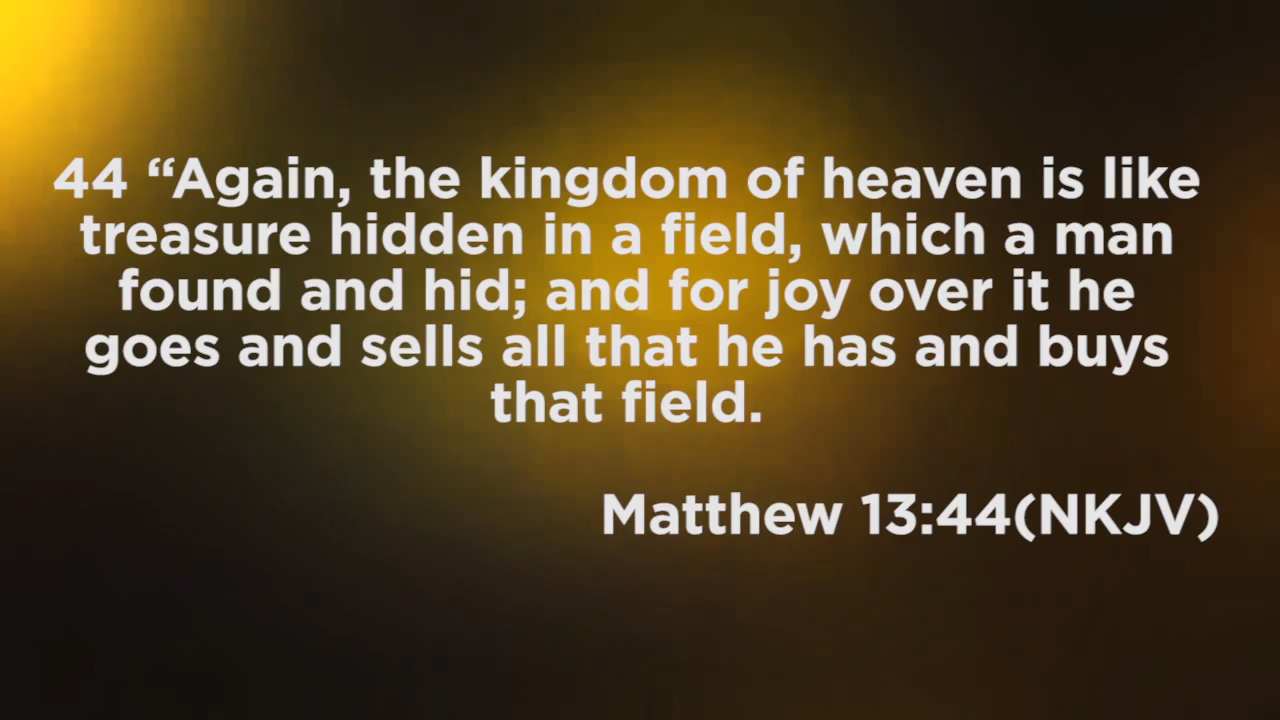 44 “Again, the kingdom of heaven is like
treasure hidden in a field, which a man
found and hid; and for joy over it he
goes and sells all that he has and buys
that field.
Matthew 13:44(NKJV)